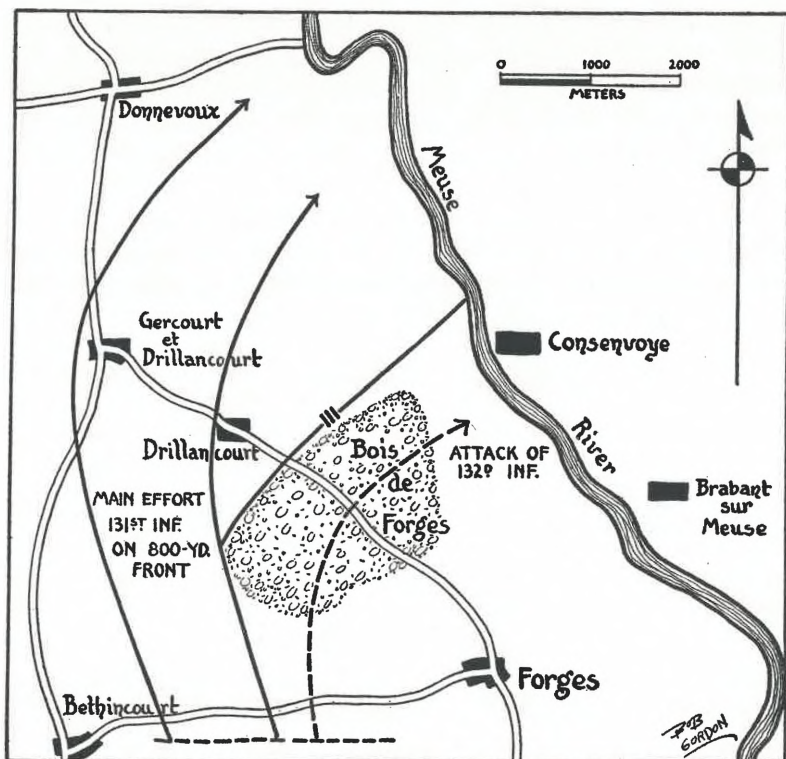 0 1000 2000
METERS
Donnevoux
Meuse
River
Gercourt
et
Drillancourt
Consenvoye
Drillancourt
Bois
de
Forges
ATTACK OF
132D INF.
Brabant
sur
Meuse
MAIN EFFORT
131ST INF.
ON 800-YD.
FRONT
Forges
Bethincourt
BOB
GORDON